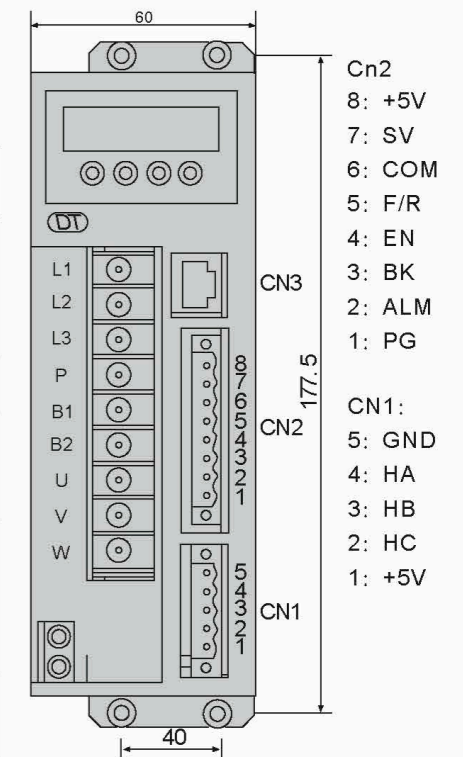 60
DT
L1
L2
L3
P
B1
B2
U
V
W
CN3
8
7
6
5
4
3
2
1
CN2
5
4
3
2
1
CN1
177.5
40
Cn2
8: +5V
7: SV
6: COM
5: F/R
4: EN
3: BK
2: ALM
1: PG
CN1:
5: GND
4: HA
3: HB
2: HC
1: +5V